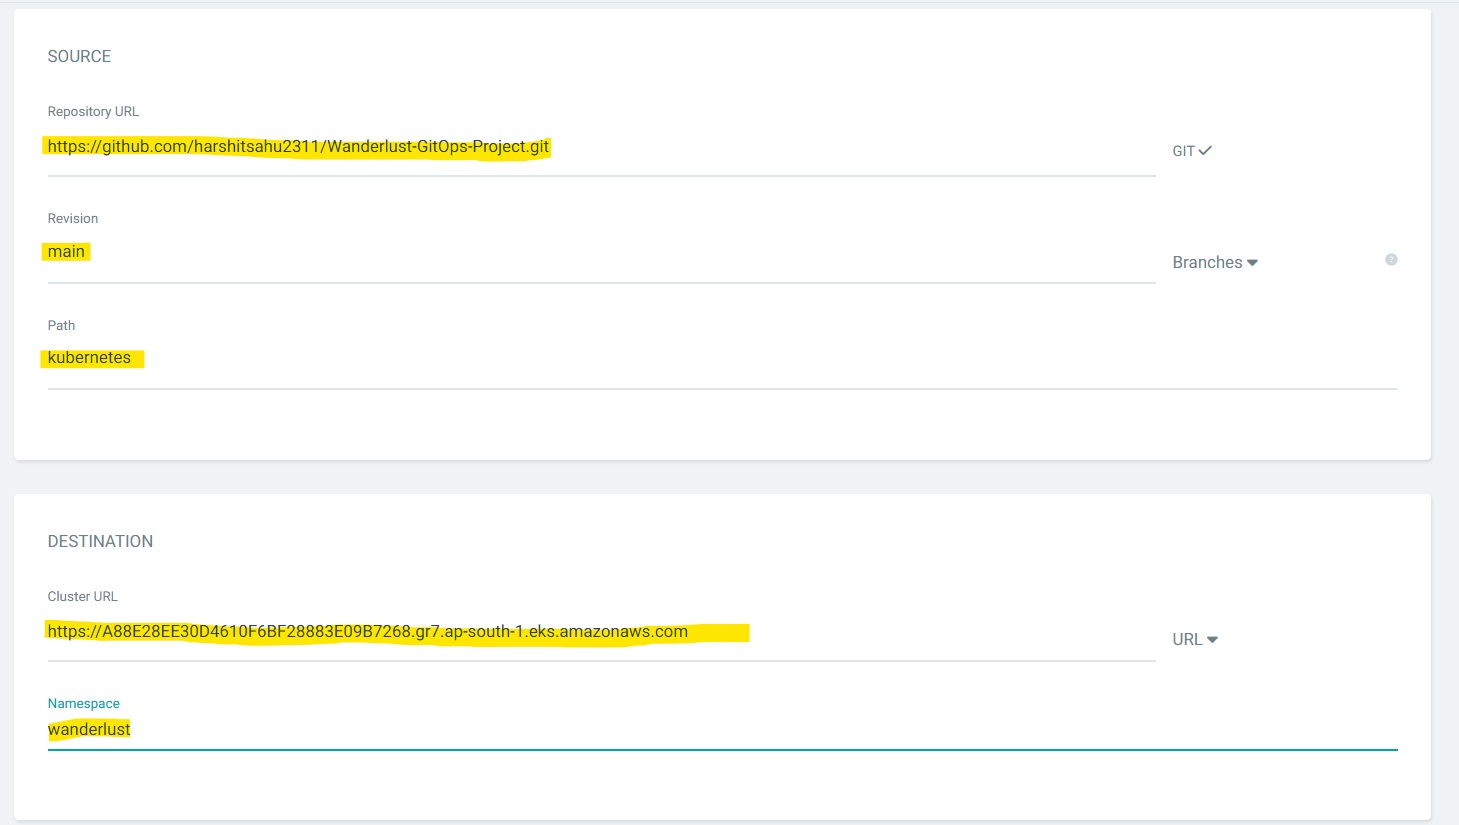 SOURCE
Repository URL
https://github.com/harshitsahu2311/Wanderlust-GitOps-Project.git
GIT
Revision
main
Branches
?
Path
kubernetes
DESTINATION
Cluster URL
https://A88E28EE30D4610F6BF28883E09B7268.gr7.ap-south-1.eks.amazonaws.com
URL
Namespace
wanderlust